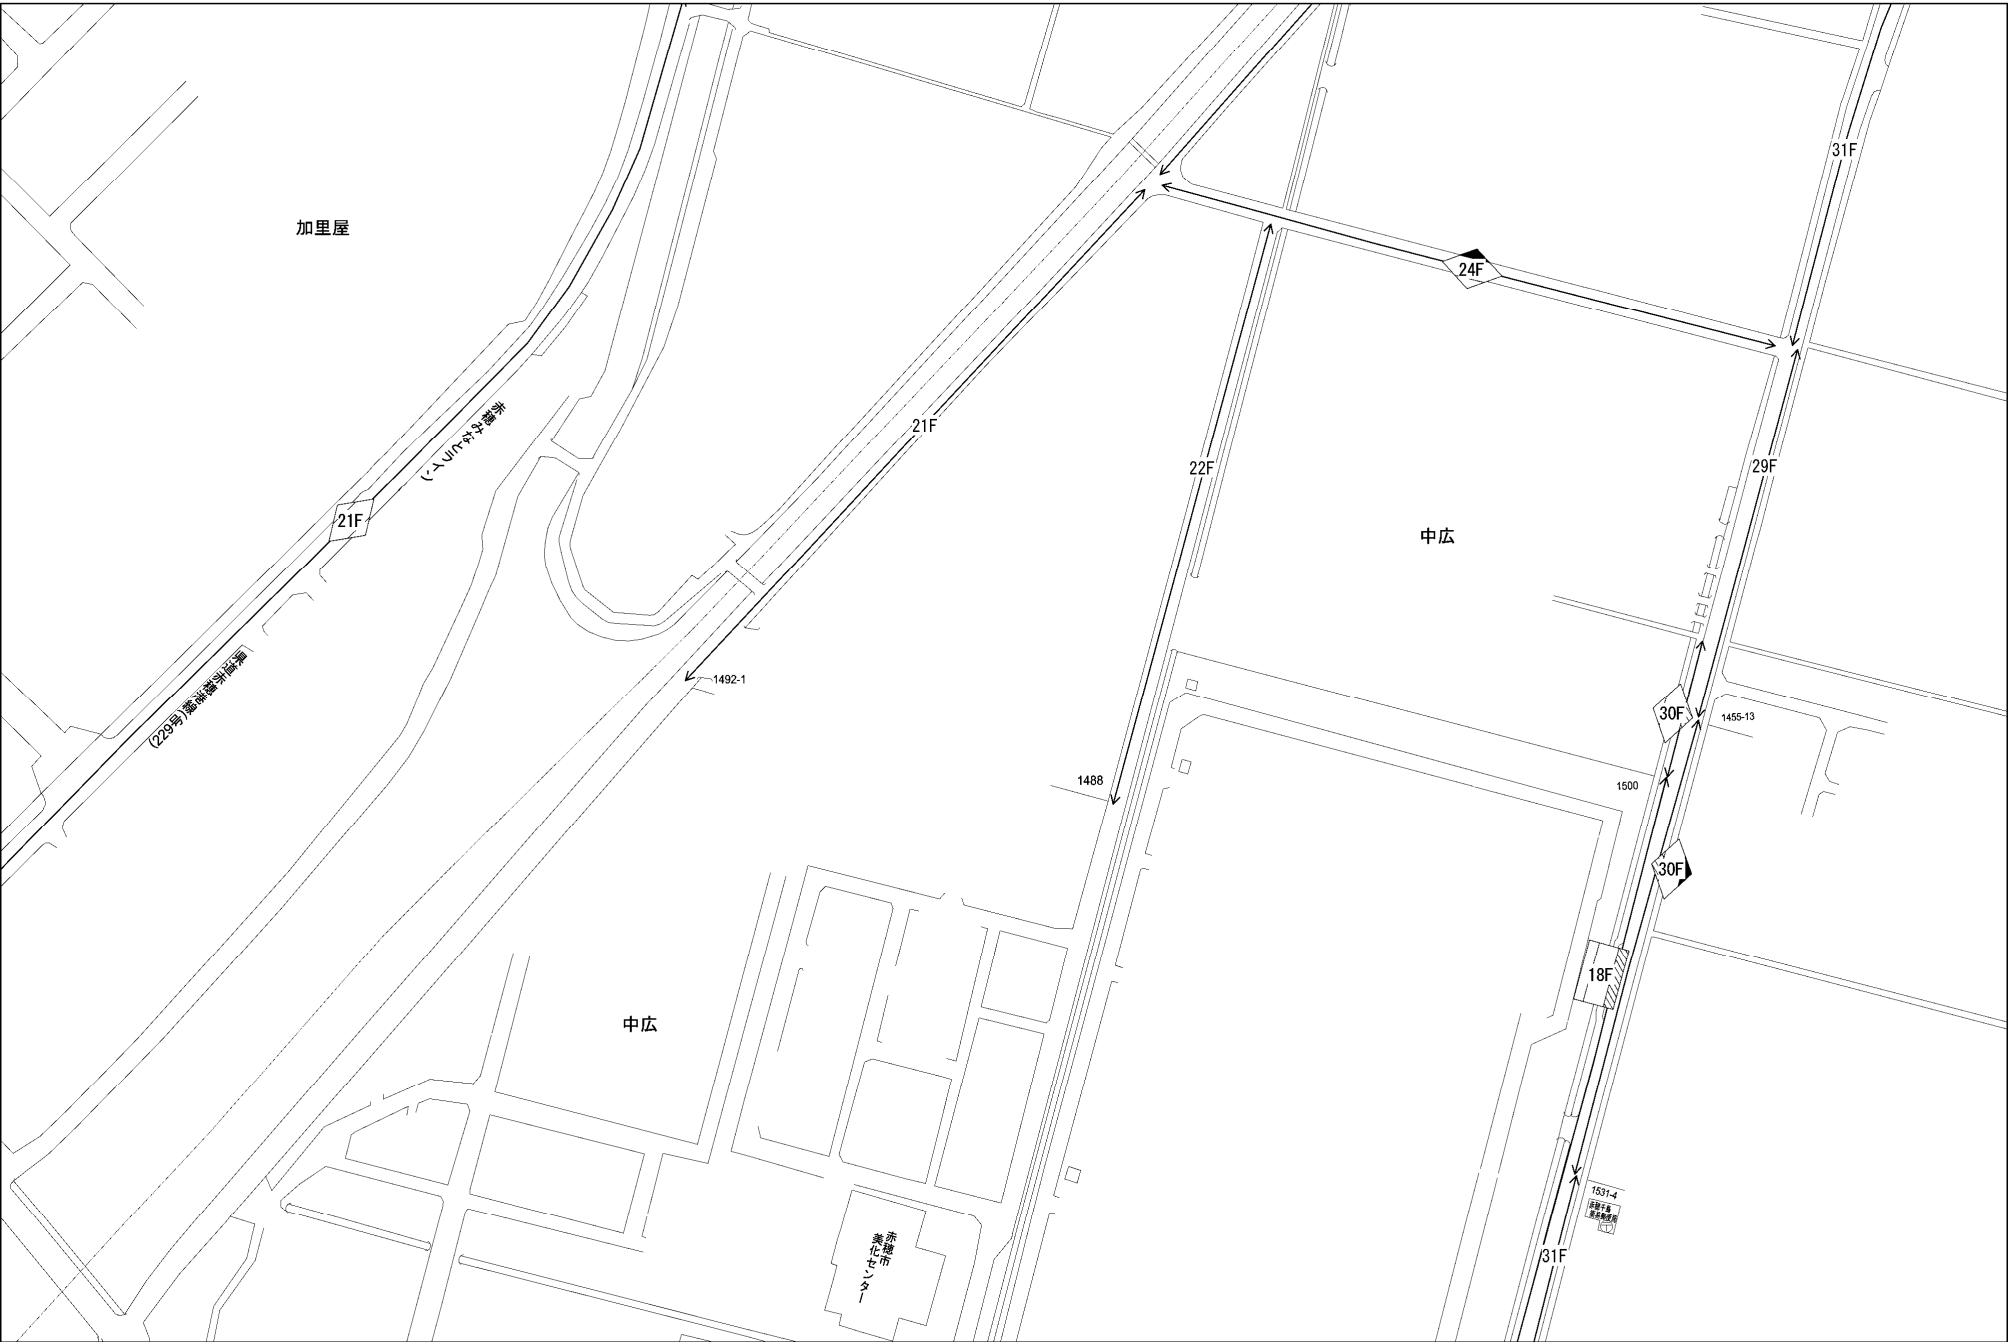 31F
加里屋
24F
赤穂みなとライン
21F
22F
29F
21F
中広
県道赤穂港線(229号)
1492-1
30F
1455-13
1488
1500
30F
18F
中広
1531-4
赤穂市
美化センター
31F